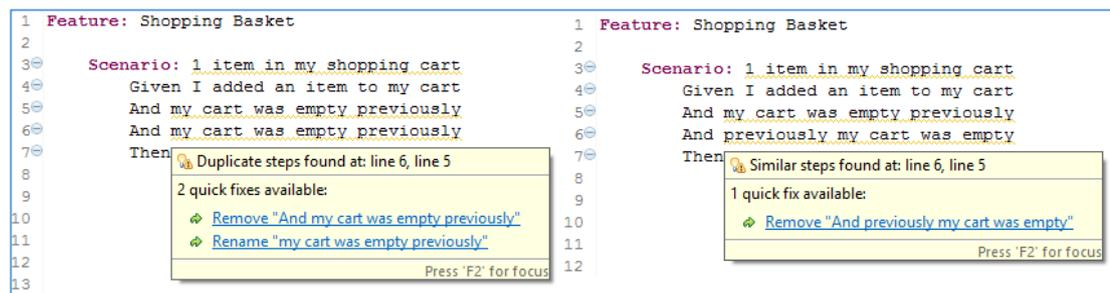 1 Feature: Shopping Basket
2
3 Scenario: 1 item in my shopping cart
4 Given I added an item to my cart
5 And my cart was empty previously
6 And my cart was empty previously
7 Then
8
9
10
11
12
13
Duplicate steps found at: line 6, line 5
2 quick fixes available:
Remove "And my cart was empty previously"
Rename "my cart was empty previously"
Press 'F2' for focus
1 Feature: Shopping Basket
2
3 Scenario: 1 item in my shopping cart
4 Given I added an item to my cart
5 And my cart was empty previously
6 And previously my cart was empty
7 Then
8
9
10
11
12
Similar steps found at: line 6, line 5
1 quick fix available:
Remove "And previously my cart was empty"
Press 'F2' for focus